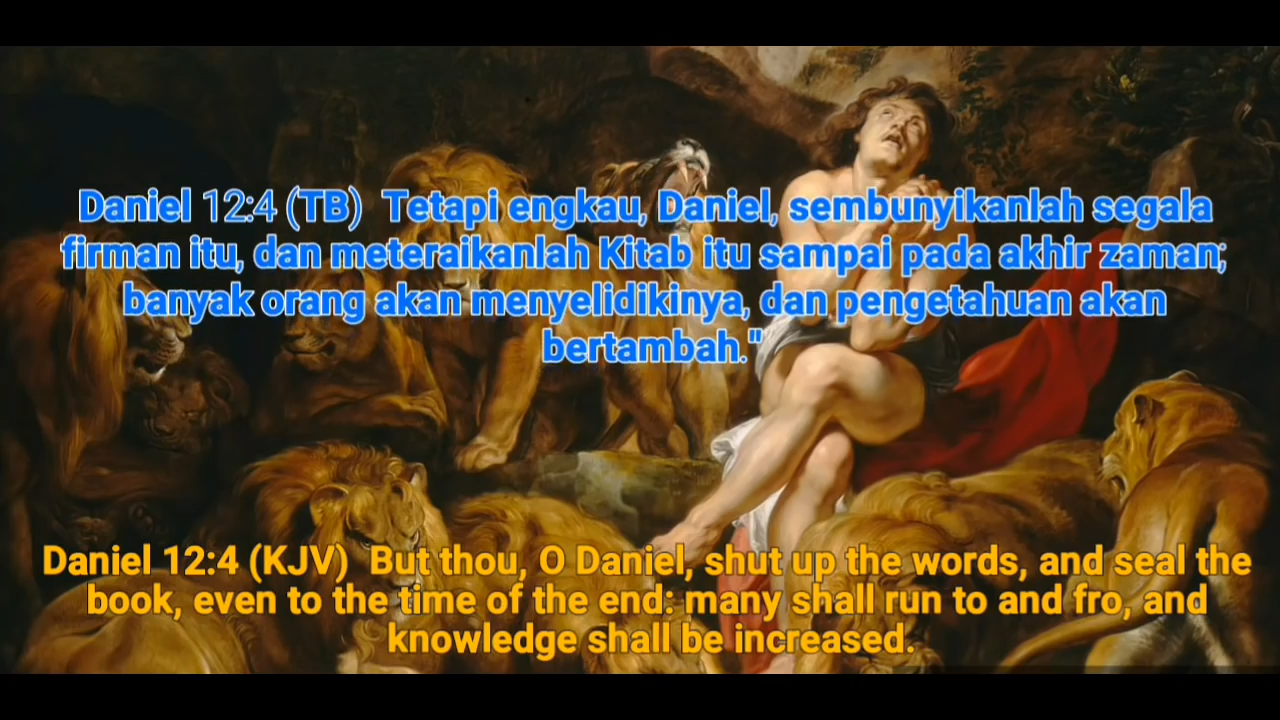 Daniel 12:4 (TB)  Tetapi engkau, Daniel, sembunyikanlah segala
firman itu, dan meteraikanlah Kitab itu sampai pada akhir zaman;
banyak orang akan menyelidikinya, dan pengetahuan akan
bertambah."
Daniel 12:4 (KJV)  But thou, O Daniel, shut up the words, and seal the
book, even to the time of the end: many shall run to and fro, and
knowledge shall be increased.